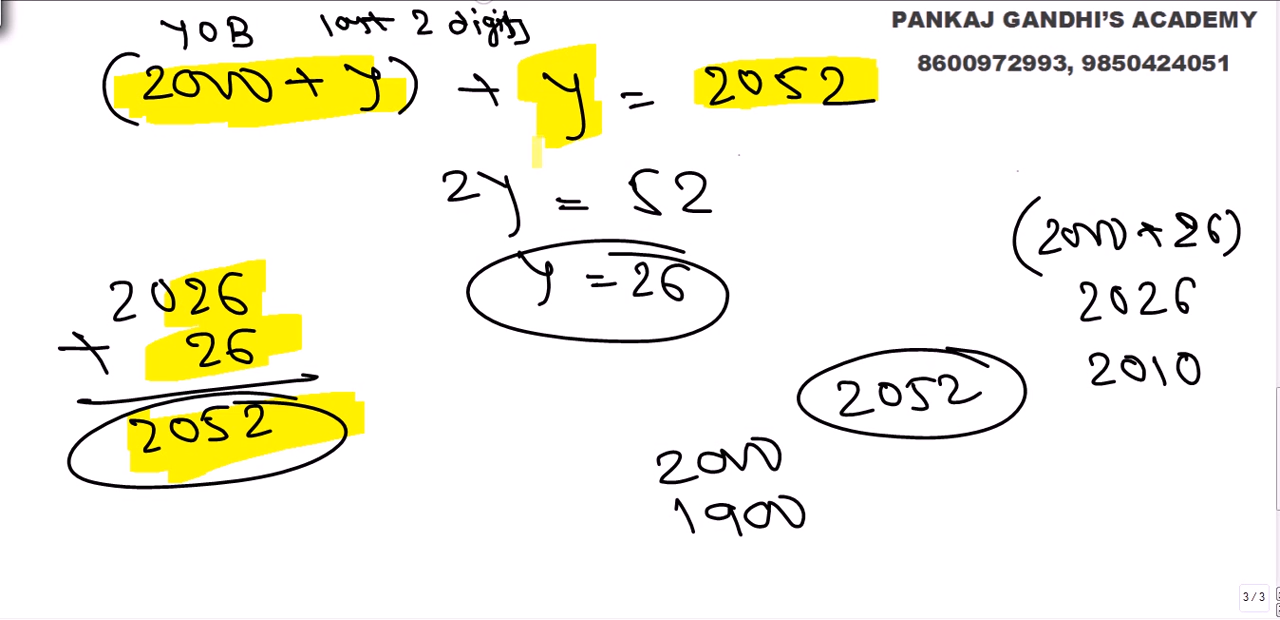 PANKAJ GANDHI'S ACADEMY
8600972993, 9850424051
YOB last 2 digits
(2000 + y) + y = 2052
2y = 52
y = 26
(2000 + 26)
2026
2010
2026
+ 26
2052
2052
2000
1900
3 / 3